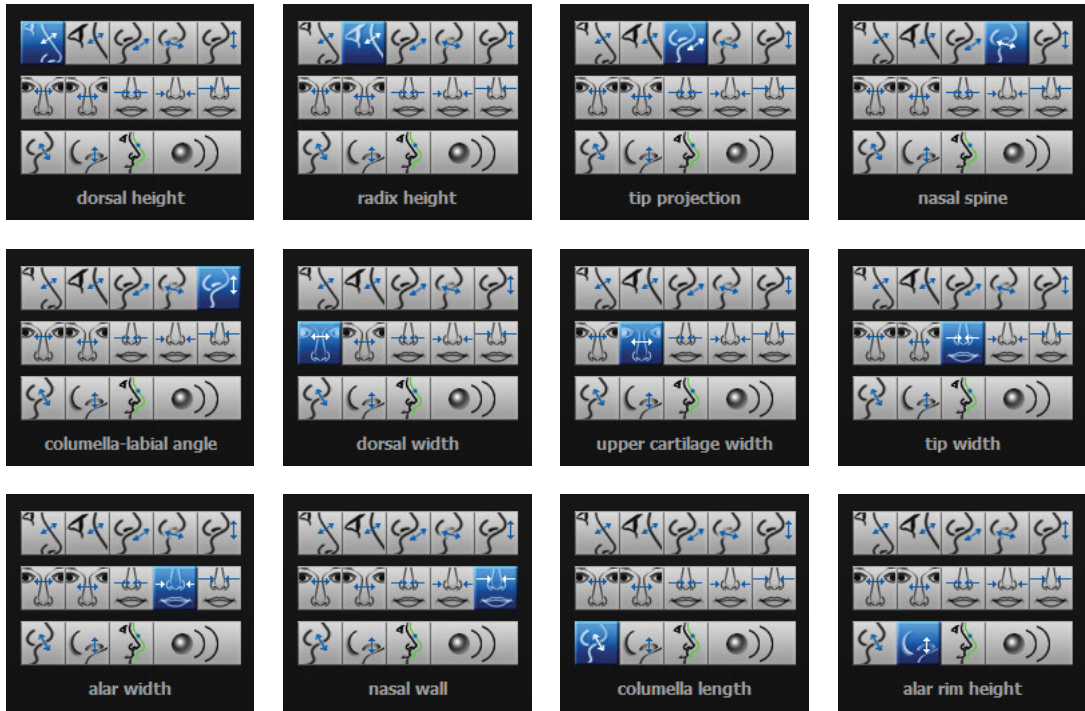 dorsal height
radix height
tip projection
nasal spine
columella-labial angle
dorsal width
upper cartilage width
tip width
alar width
nasal wall
columella length
alar rim height